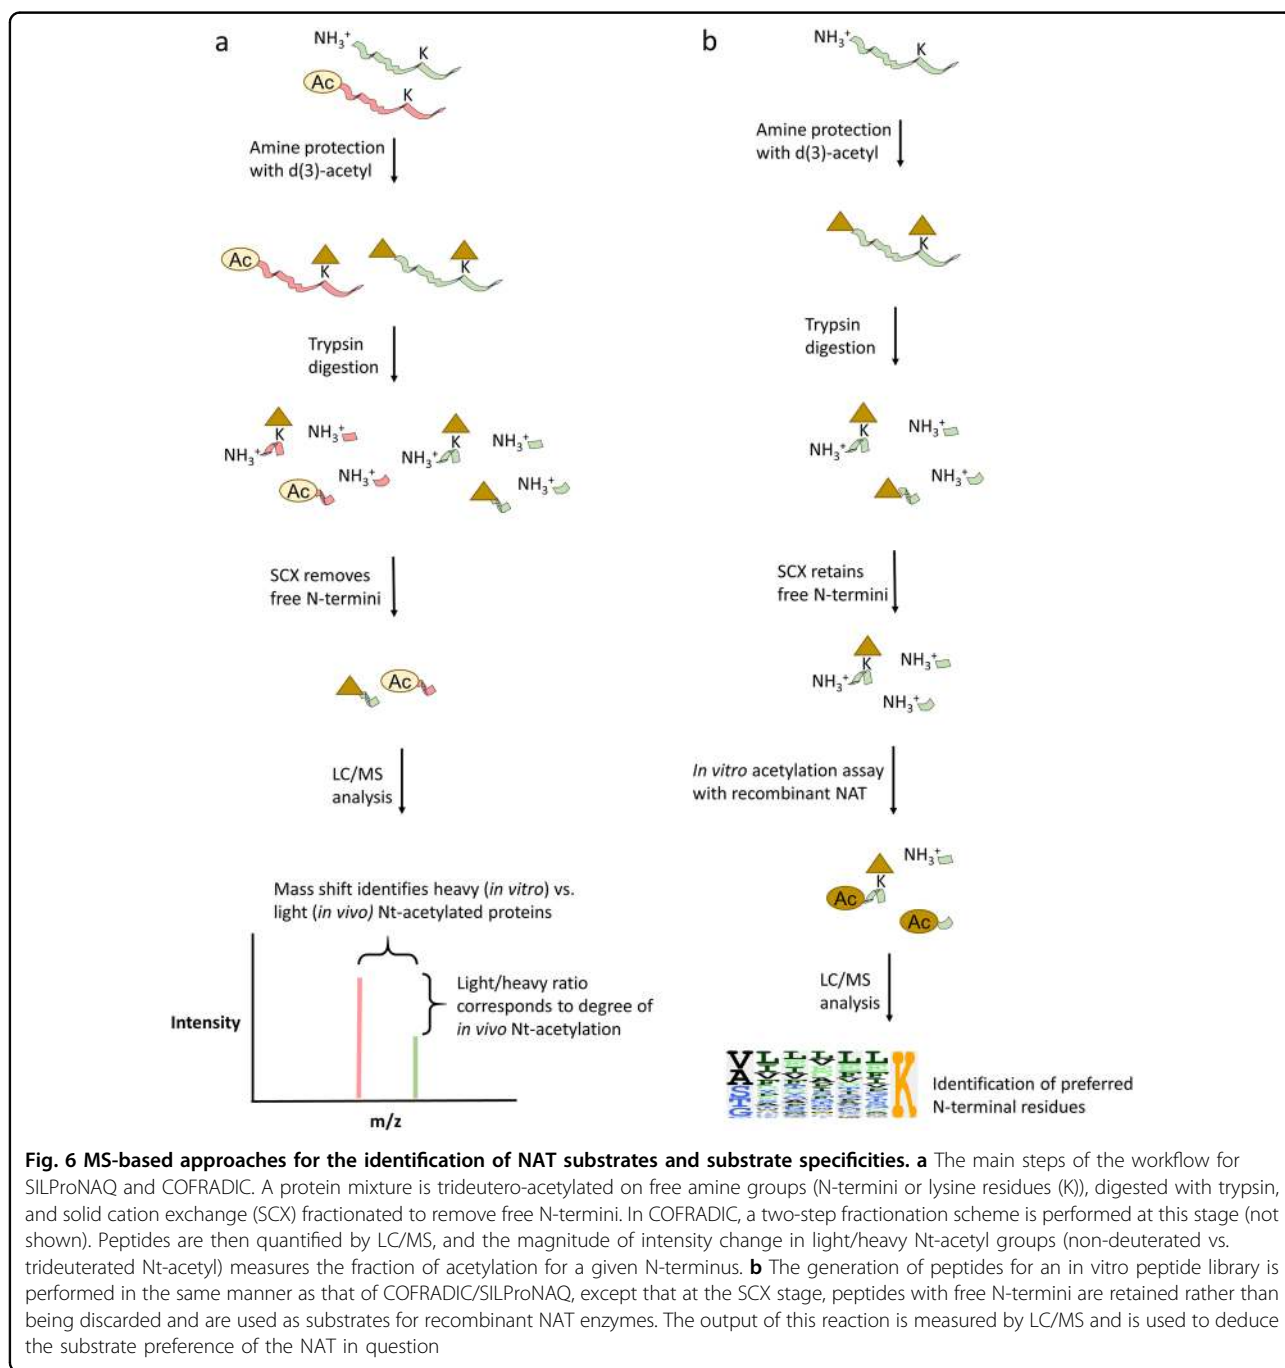 a
NH3+
K
Ac
K
Amine protection
with d(3)-acetyl
Ac
K
K
Trypsin
digestion
K
NH3+
NH3+
NH3+
Ac
K
NH3+
NH3+
NH3+
SCX removes
free N-termini
Ac
LC/MS
analysis
Mass shift identifies heavy (in vitro) vs.
light (in vivo) Nt-acetylated proteins
Light/heavy ratio
corresponds to degree of
in vivo Nt-acetylation
Intensity
m/z
b
NH3+
K
Amine protection
with d(3)-acetyl
K
Trypsin
digestion
K
NH3+
NH3+
NH3+
SCX retains
free N-termini
K
NH3+
NH3+
NH3+
In vitro acetylation assay
with recombinant NAT
K
NH3+
Ac
Ac
LC/MS
analysis
V L L L L L K
A
Identification of preferred
N-terminal residues
Fig. 6 MS-based approaches for the identification of NAT substrates and substrate specificities. a The main steps of the workflow for
SILProNAQ and COFRADIC. A protein mixture is trideutero-acetylated on free amine groups (N-termini or lysine residues (K)), digested with trypsin,
and solid cation exchange (SCX) fractionated to remove free N-termini. In COFRADIC, a two-step fractionation scheme is performed at this stage (not
shown). Peptides are then quantified by LC/MS, and the magnitude of intensity change in light/heavy Nt-acetyl groups (non-deuterated vs.
trideuterated Nt-acetyl) measures the fraction of acetylation for a given N-terminus. b The generation of peptides for an in vitro peptide library is
performed in the same manner as that of COFRADIC/SILProNAQ, except that at the SCX stage, peptides with free N-termini are retained rather than
being discarded and are used as substrates for recombinant NAT enzymes. The output of this reaction is measured by LC/MS and is used to deduce
the substrate preference of the NAT in question